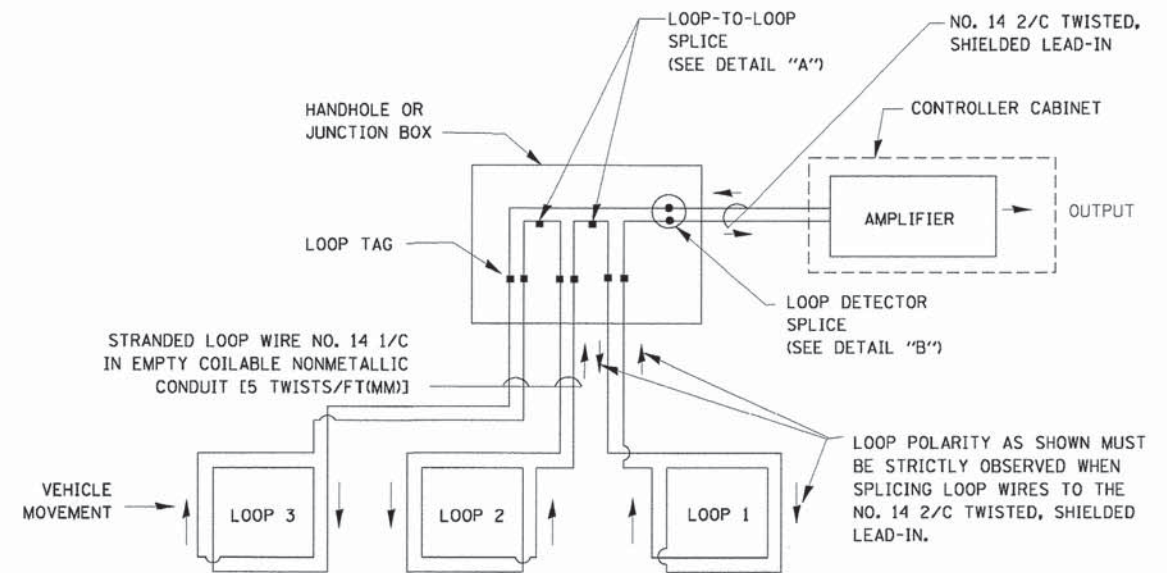 LOOP-TO-LOOP
SPLICE
(SEE DETAIL "A")
NO. 14 2/C TWISTED,
SHIELDED LEAD-IN
HANDHOLE OR
JUNCTION BOX
CONTROLLER CABINET
AMPLIFIER
OUTPUT
LOOP TAG
LOOP DETECTOR
SPLICE
(SEE DETAIL "B")
STRANDED LOOP WIRE NO. 14 1/C
IN EMPTY COILABLE NONMETALLIC
CONDUIT [5 TWISTS/FT(MM)]
LOOP POLARITY AS SHOWN MUST
BE STRICTLY OBSERVED WHEN
SPLICING LOOP WIRES TO THE
NO. 14 2/C TWISTED, SHIELDED
LEAD-IN.
VEHICLE
MOVEMENT
LOOP 3
LOOP 2
LOOP 1